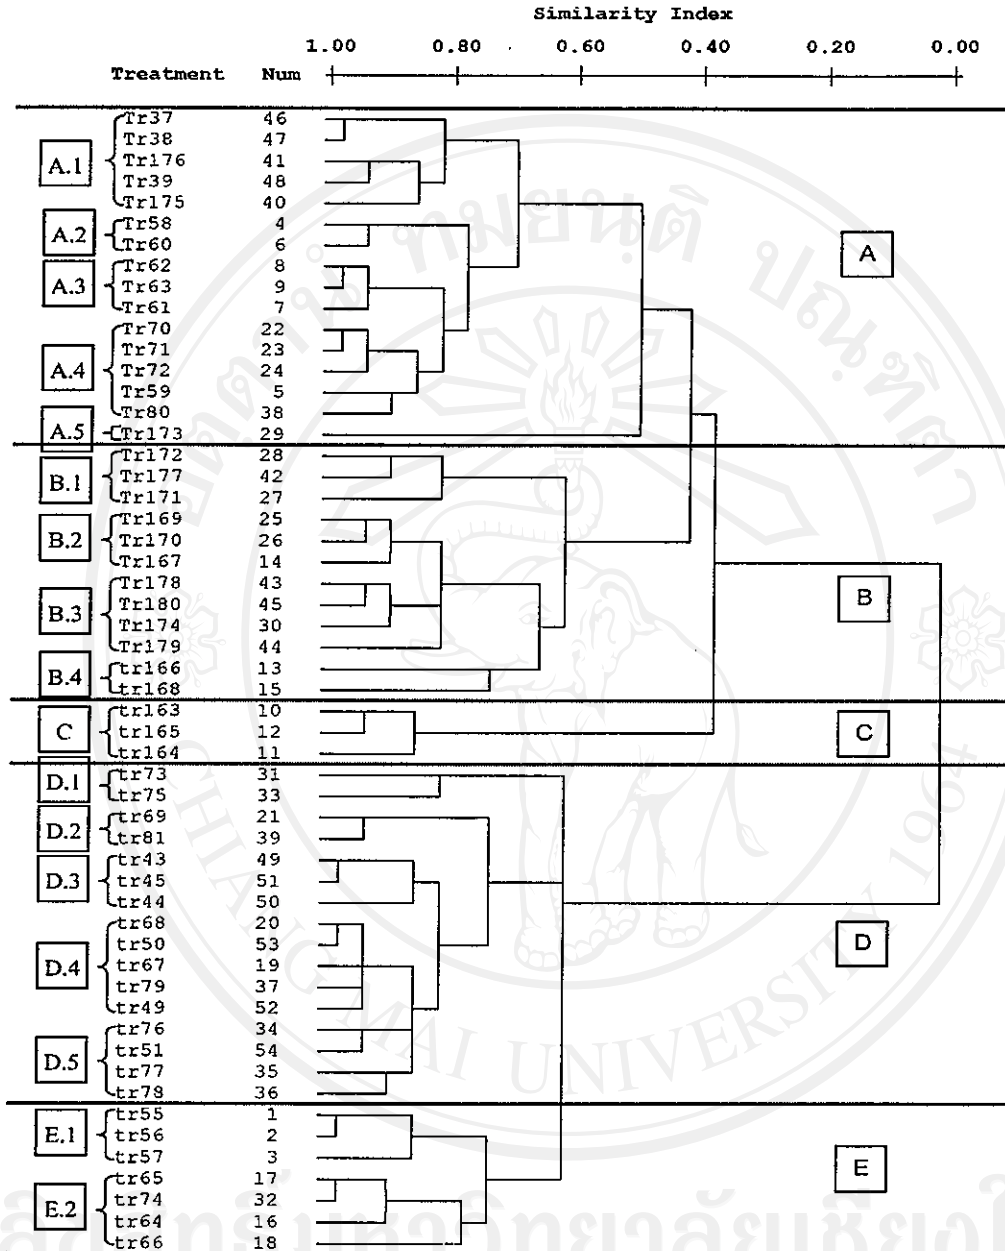 Similarity Index
1.00 0.80 0.60 0.40 0.20 0.00
Treatment Num
Tr37 46
Tr38 47
A.1 Tr176 41
Tr39 48
Tr175 40
A.2 Tr58 4
Tr60 6
Tr62 8
A.3 Tr63 9
Tr61 7
A
Tr70 22
Tr71 23
A.4 Tr72 24
Tr59 5
Tr80 38
A.5 Tr173 29
Tr172 28
B.1 Tr177 42
Tr171 27
Tr169 25
B.2 Tr170 26
Tr167 14
Tr178 43
B.3 Tr180 45
Tr174 30
Tr179 44
B
B.4 tr166 13
tr168 15
tr163 10
C tr165 12 C
tr164 11
D.1 tr73 31
tr75 33
D.2 tr69 21
tr81 39
tr43 49
D.3 tr45 51
tr44 50
tr68 20
tr50 53
D.4 tr67 19
tr79 37
tr49 52
D
tr76 34
D.5 tr51 54
tr77 35
tr78 36
tr55 1
E.1 tr56 2
tr57 3
tr65 17
E.2 tr74 32
tr64 16
tr66 18
E
CHIANG MAI UNIVERSITY 1964